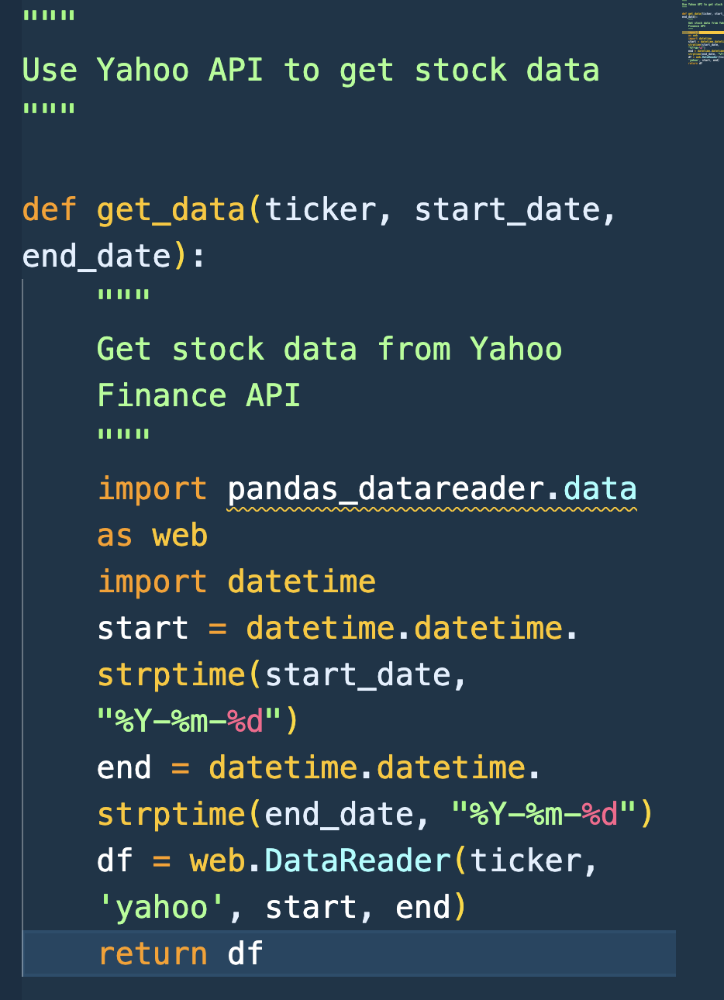 """
Use Yahoo API to get stock data
"""
def get_data(ticker, start_date,
end_date):
"""
Get stock data from Yahoo
Finance API
"""
import pandas_datareader.data
as web
import datetime
start = datetime.datetime.
strptime(start_date,
"%Y-%m-%d")
end = datetime.datetime.
strptime(end_date, "%Y-%m-%d")
df = web.DataReader(ticker,
'yahoo', start, end)
return df